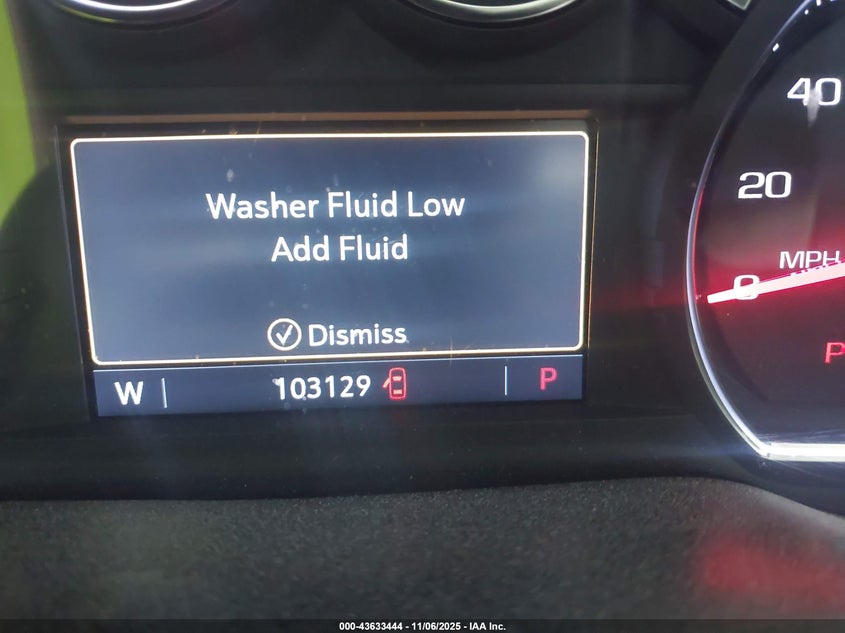 40
20
Washer Fluid Low
Add Fluid
MPH
0
Dismiss
W 103129 P
P
000-43633444 - 11/06/2025 - IAA Inc.